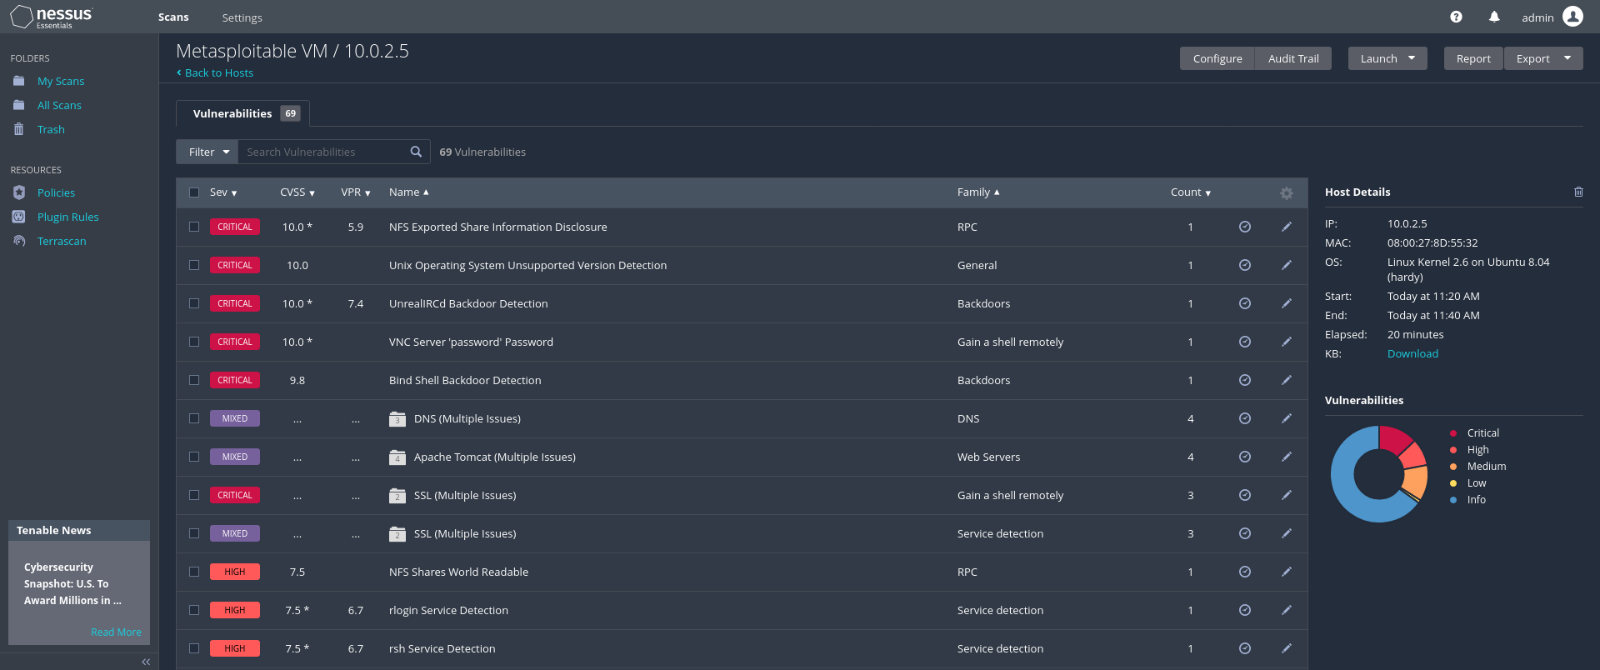 nessus Essentials Scans Settings admin
FOLDERS
My Scans
All Scans
Trash
RESOURCES
Policies
Plugin Rules
Terrascan
Tenable News
Cybersecurity
Snapshot: U.S. To
Award Millions in ...
Read More
Metasploitable VM / 10.0.2.5
Back to Hosts
Configure Audit Trail Launch Report Export
Vulnerabilities 69
Filter Search Vulnerabilities 69 Vulnerabilities
Sev CVSS VPR Name Family Count
CRITICAL 10.0 * 5.9 NFS Exported Share Information Disclosure RPC 1
CRITICAL 10.0 Unix Operating System Unsupported Version Detection General 1
CRITICAL 10.0 * 7.4 UnrealIRCd Backdoor Detection Backdoors 1
CRITICAL 10.0 * VNC Server 'password' Password Gain a shell remotely 1
CRITICAL 9.8 Bind Shell Backdoor Detection Backdoors 1
MIXED ... ... 3 DNS (Multiple Issues) DNS 4
MIXED ... ... 4 Apache Tomcat (Multiple Issues) Web Servers 4
CRITICAL ... ... 2 SSL (Multiple Issues) Gain a shell remotely 3
MIXED ... ... 2 SSL (Multiple Issues) Service detection 3
HIGH 7.5 NFS Shares World Readable RPC 1
HIGH 7.5 * 6.7 rlogin Service Detection Service detection 1
HIGH 7.5 * 6.7 rsh Service Detection Service detection 1
Host Details
IP: 10.0.2.5
MAC: 08:00:27:8D:55:32
OS: Linux Kernel 2.6 on Ubuntu 8.04
(hardy)
Start: Today at 11:20 AM
End: Today at 11:40 AM
Elapsed: 20 minutes
KB: Download
Vulnerabilities
Critical
High
Medium
Low
Info